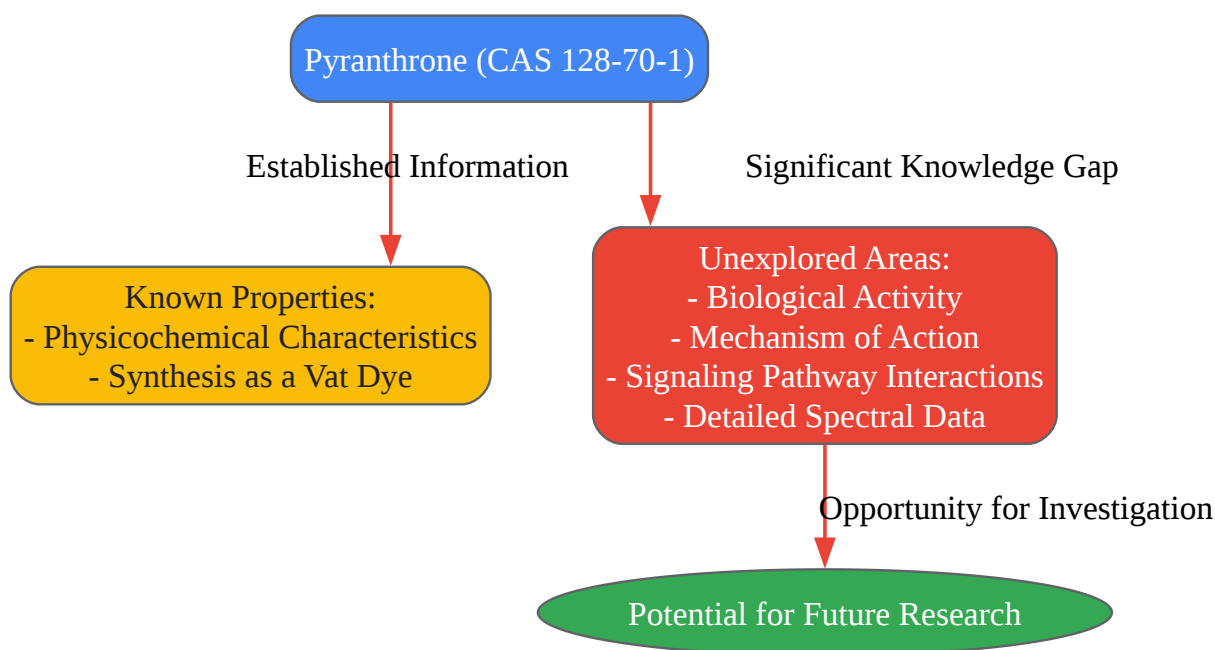 Pyranthrone (CAS 128-70-1)
Established Information
Significant Knowledge Gap
Known Properties:
- Physicochemical Characteristics
- Synthesis as a Vat Dye
Unexplored Areas:
- Biological Activity
- Mechanism of Action
- Signaling Pathway Interactions
- Detailed Spectral Data
Opportunity for Investigation
Potential for Future Research